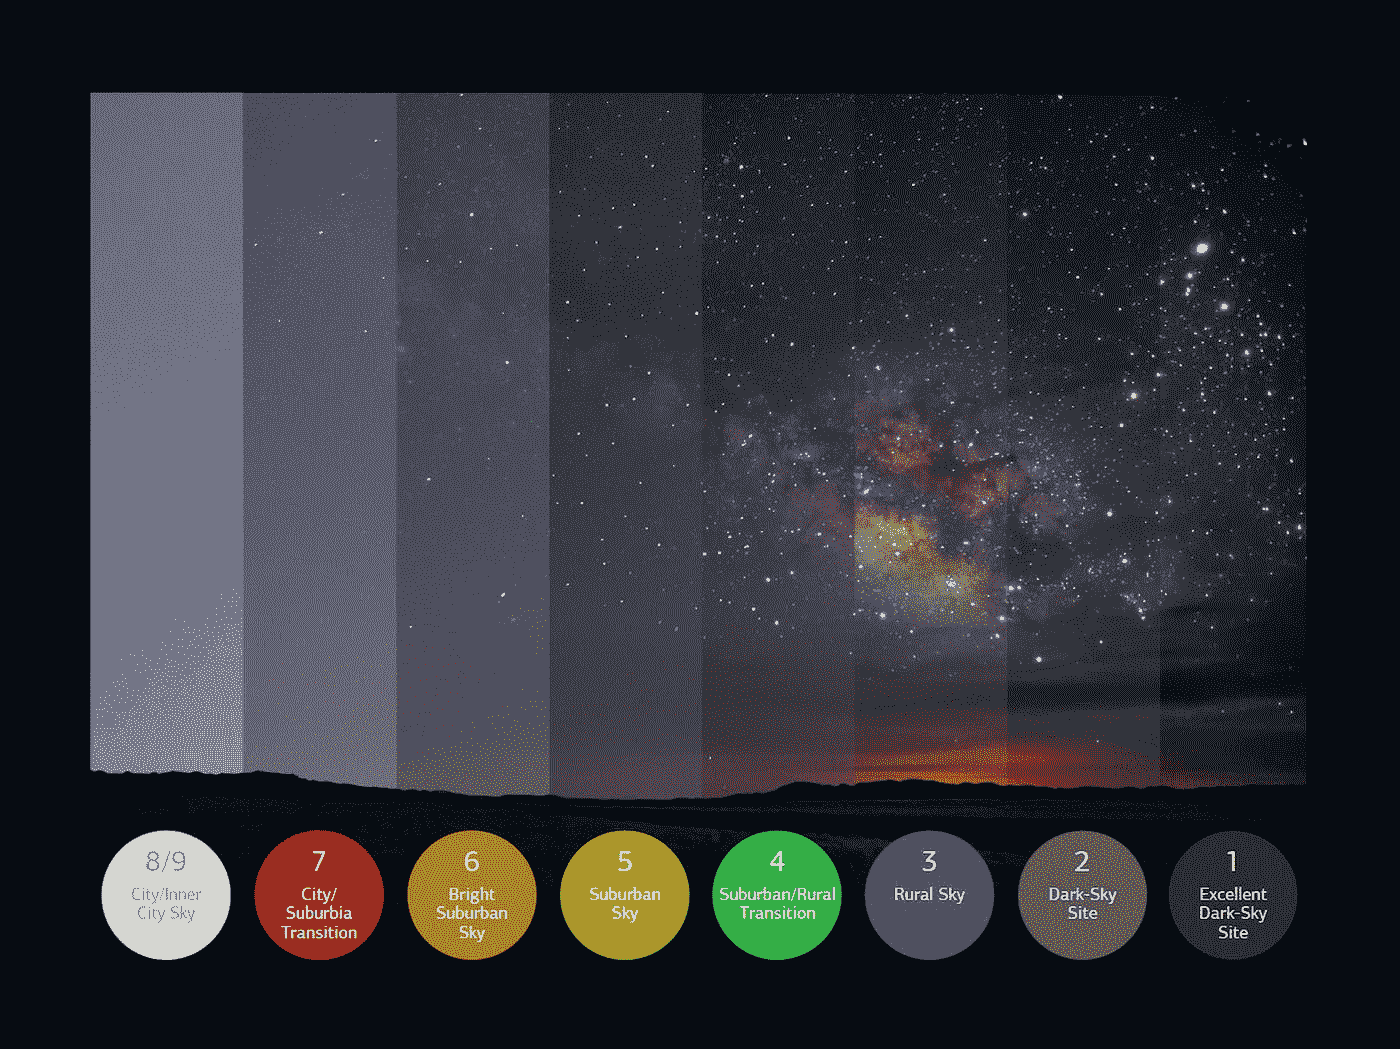 8/9
City/Inner
City Sky
7
City/
Suburbia
Transition
6
Bright
Suburban
Sky
5
Suburban
Sky
4
Suburban/Rural
Transition
3
Rural Sky
2
Dark-Sky
Site
1
Excellent
Dark-Sky
Site